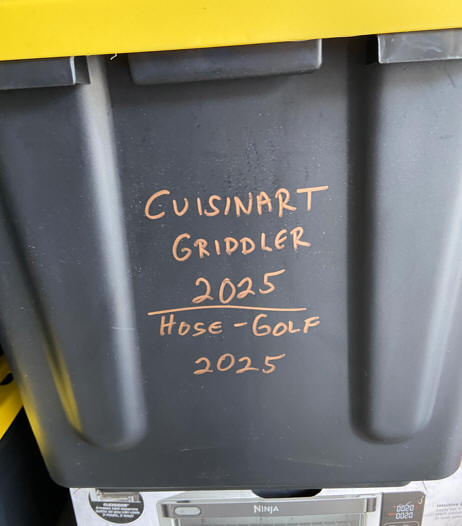 CUISINART
GRIDDLER
2025
HOSE-GOLF
2025
NINJA